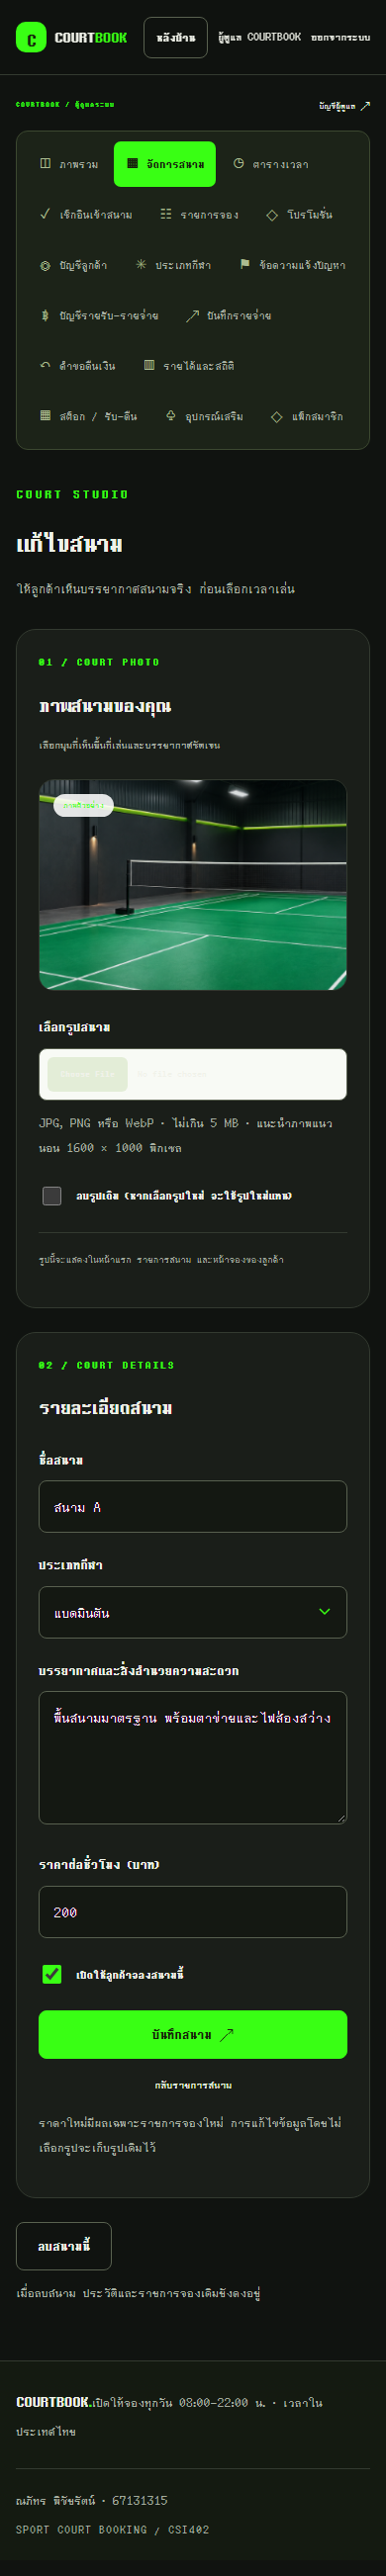 C COURTBOOK หลังบ้าน ผู้ดูแล COURTBOOK ออกจากระบบ
COURTBOOK / ผู้ดูแลระบบ บัญชีผู้ดูแล ↗
ภาพรวม จัดการสนาม ตารางเวลา
✓ เช็กอินเข้าสนาม รายการจอง โปรโมชั่น
บัญชีลูกค้า ประเภทกีฬา ข้อความแจ้งปัญหา
฿ บัญชีรายรับ-รายจ่าย ↗ บันทึกรายจ่าย
คำขอคืนเงิน รายได้และสถิติ
สต็อก / รับ-คืน อุปกรณ์เสริม แพ็กสมาชิก
COURT STUDIO
แก้ไขสนาม
ให้ลูกค้าเห็นบรรยากาศสนามจริง ก่อนเลือกเวลาเล่น
01 / COURT PHOTO
ภาพสนามของคุณ
เลือกมุมที่เห็นพื้นที่เล่นและบรรยากาศชัดเจน
ภาพตัวอย่าง
เลือกรูปสนาม
JPG, PNG หรือ WebP · ไม่เกิน 5 MB · แนะนำภาพแนว
นอน 1600 × 1000 พิกเซล
ลบรูปเดิม (หากเลือกรูปใหม่ จะใช้รูปใหม่แทน)
รูปนี้จะแสดงในหน้าแรก รายการสนาม และหน้าจองของลูกค้า
02 / COURT DETAILS
รายละเอียดสนาม
ชื่อสนาม
สนาม A
ประเภทกีฬา
แบดมินตัน
บรรยากาศและสิ่งอำนวยความสะดวก
พื้นสนามมาตรฐาน พร้อมตาข่ายและไฟส่องสว่าง
ราคาต่อชั่วโมง (บาท)
200
เปิดให้ลูกค้าจองสนามนี้
บันทึกสนาม ↗
กลับรายการสนาม
ราคาใหม่มีผลเฉพาะรายการจองใหม่ การแก้ไขข้อมูลโดยไม่
เลือกรูปจะเก็บรูปเดิมไว้
ลบสนามนี้
เมื่อลบสนาม ประวัติและรายการจองเดิมยังคงอยู่
COURTBOOK.เปิดให้จองทุกวัน 08:00–22:00 น. · เวลาใน
ประเทศไทย
ณภัทร พิรัชรัตน์ · 67131315
SPORT COURT BOOKING / CSI402